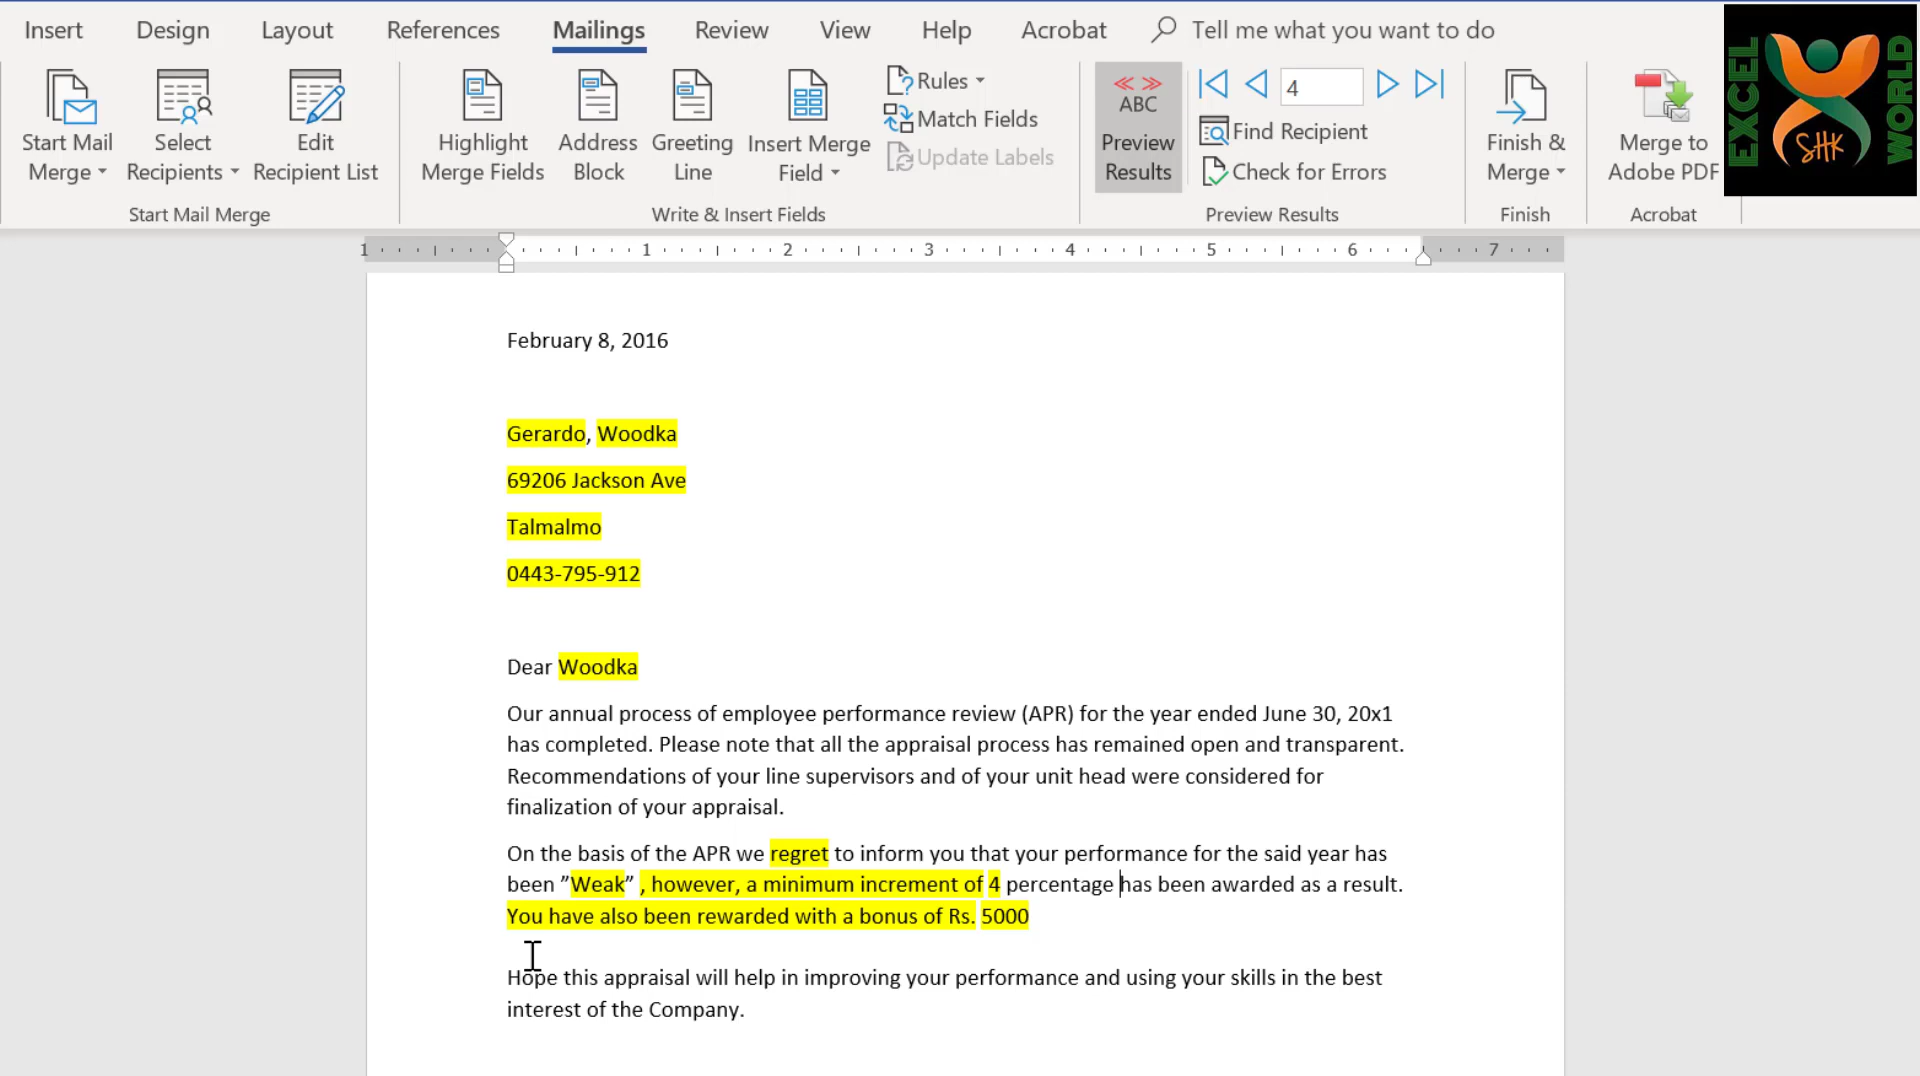 Insert Design Layout References Mailings Review View Help Acrobat Tell me what you want to do
Start Mail Merge
Select Recipients
Edit Recipient List
Start Mail Merge
Highlight Merge Fields
Address Block
Greeting Line
Insert Merge Field
Rules
Match Fields
Update Labels
Write & Insert Fields
ABC
Preview Results
4
Find Recipient
Check for Errors
Preview Results
Finish & Merge
Finish
Merge to Adobe PDF
Acrobat
EXCEL
SHK
WORLD
1 1 2 3 4 5 6 7
February 8, 2016
Gerardo, Woodka
69206 Jackson Ave
Talmalmo
0443-795-912
Dear Woodka
Our annual process of employee performance review (APR) for the year ended June 30, 20x1
has completed. Please note that all the appraisal process has remained open and transparent.
Recommendations of your line supervisors and of your unit head were considered for
finalization of your appraisal.
On the basis of the APR we regret to inform you that your performance for the said year has
been ”Weak” , however, a minimum increment of 4 percentage has been awarded as a result.
You have also been rewarded with a bonus of Rs. 5000
Hope this appraisal will help in improving your performance and using your skills in the best
interest of the Company.